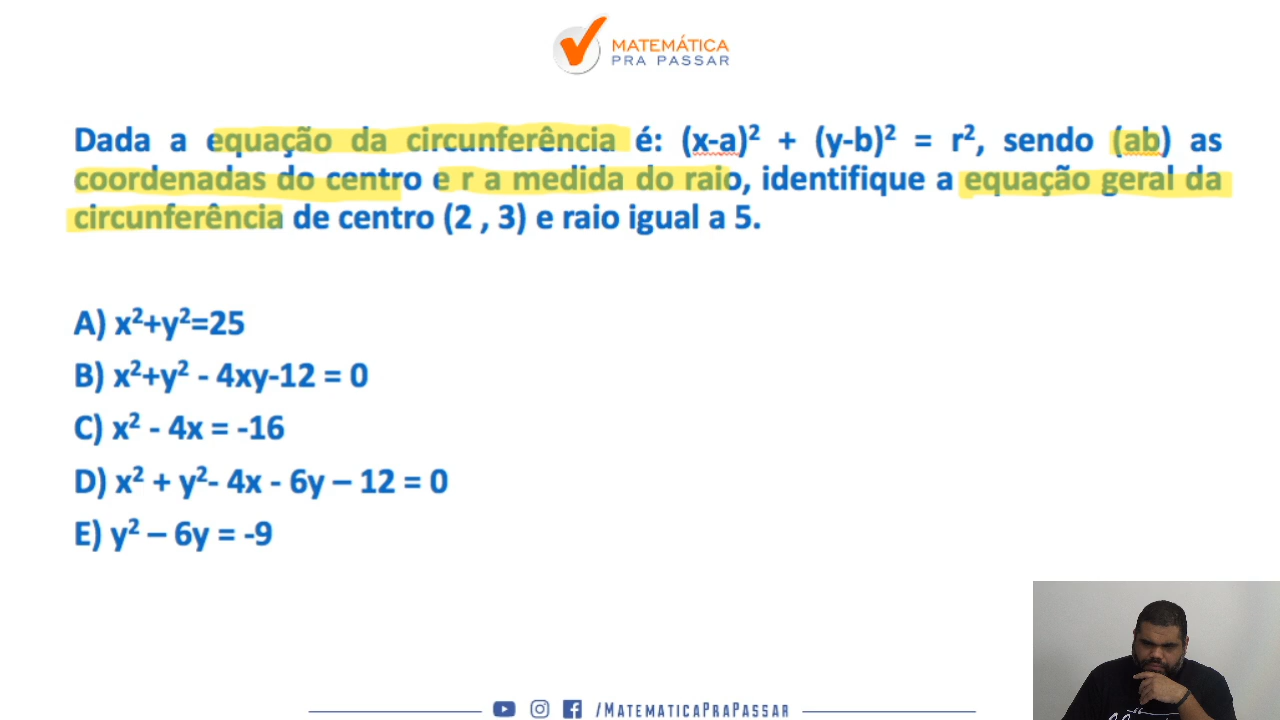 MATEMÁTICA
PRA PASSAR
Dada a equação da circunferência é: (x-a)² + (y-b)² = r², sendo (ab) as
coordenadas do centro e r a medida do raio, identifique a equação geral da
circunferência de centro (2 , 3) e raio igual a 5.
A) x²+y²=25
B) x²+y² - 4xy-12 = 0
C) x² - 4x = -16
D) x² + y²- 4x - 6y – 12 = 0
E) y² – 6y = -9
/MATEMATICAPRAPASSAR